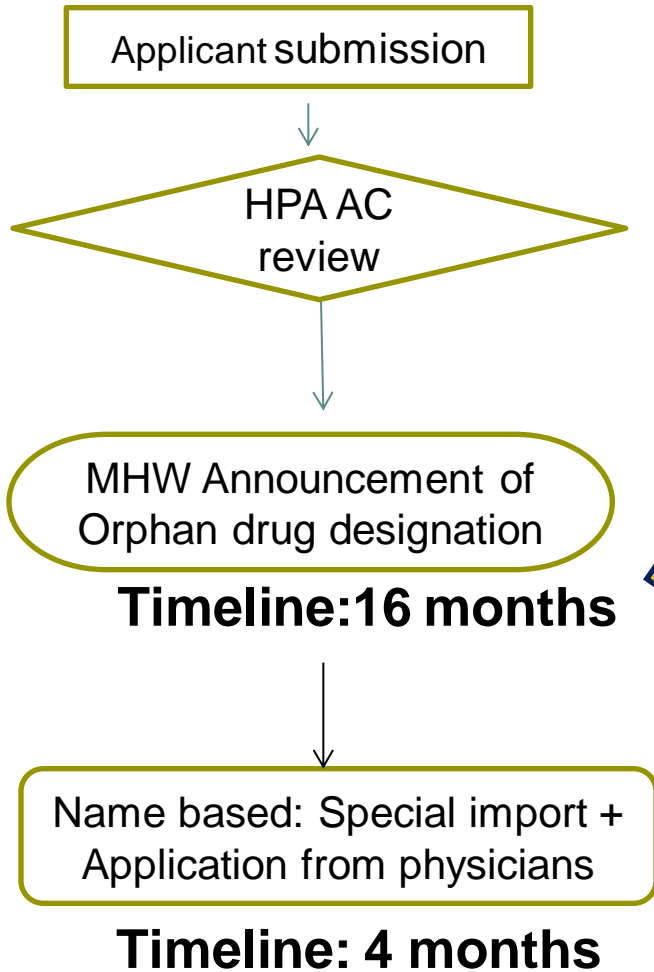 Applicant submission
HPA AC
review
MHW Announcement of
Orphan drug designation
Timeline:16 months
Name based: Special import +
Application from physicians
Timeline: 4 months